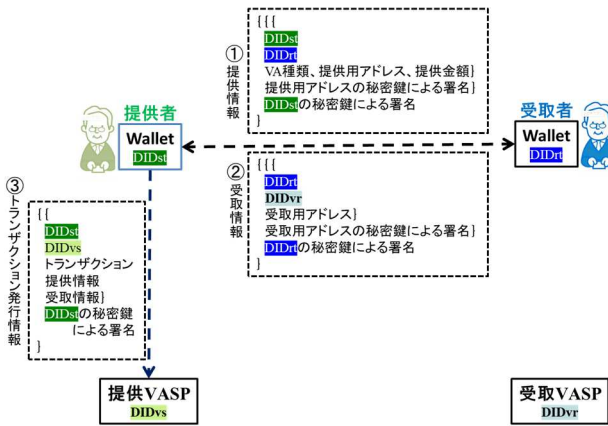 ① 提供情報
{{{
DIDst
DIDrt
VA種類、提供用アドレス、提供金額}
提供用アドレスの秘密鍵による署名}
DIDstの秘密鍵による署名
}
提供者
Wallet
DIDst
受取者
Wallet
DIDrt
② 受取情報
{{{
DIDrt
DIDvr
受取用アドレス}
受取用アドレスの秘密鍵による署名}
DIDrtの秘密鍵による署名
}
③ トランザクション発行情報
{{
DIDst
DIDvs
トランザクション
提供情報
受取情報}
DIDstの秘密鍵
による署名
}
提供VASP
DIDvs
受取VASP
DIDvr